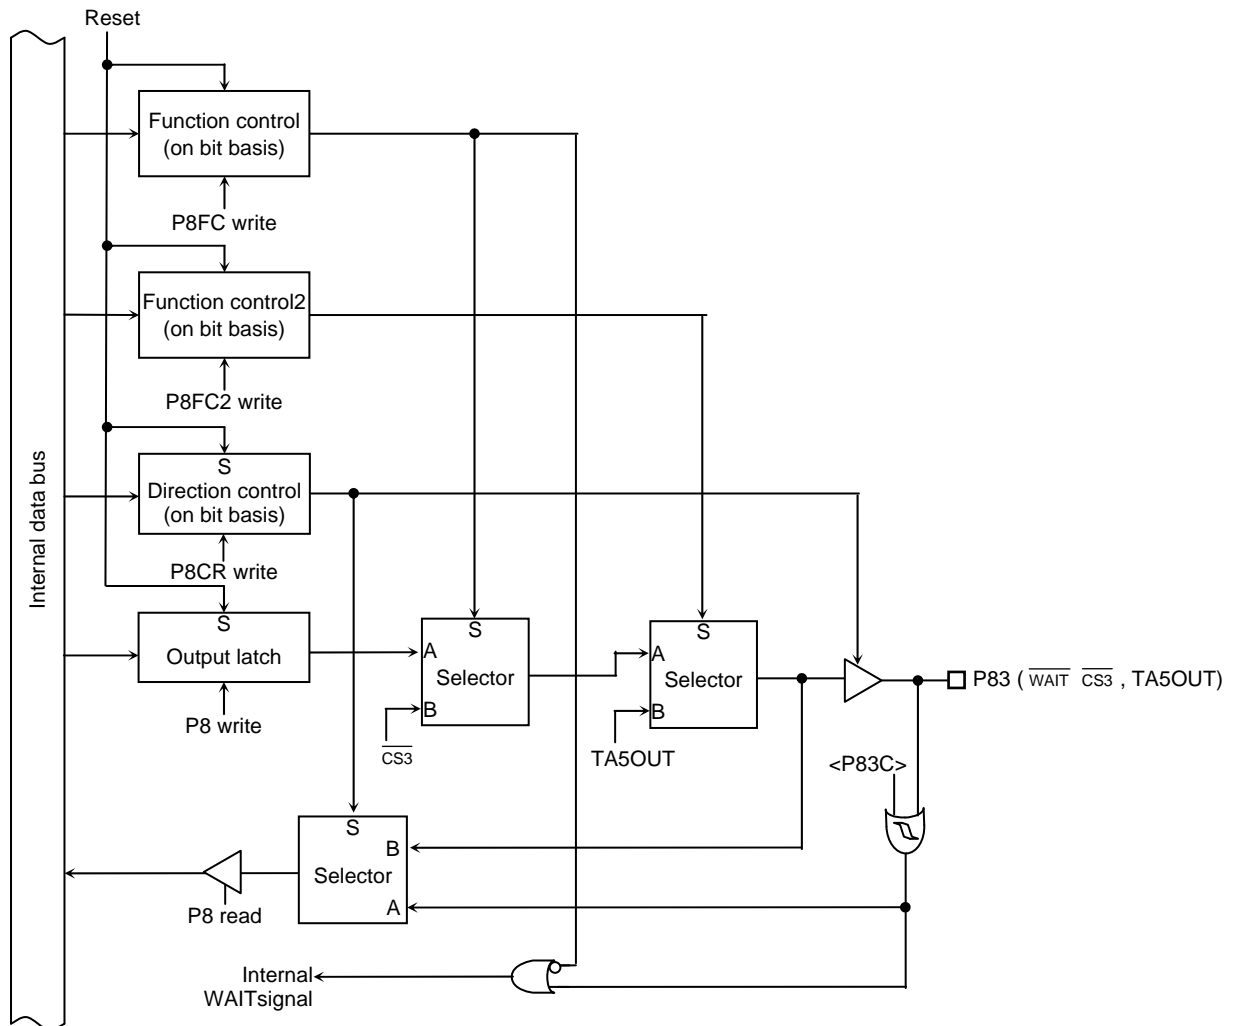 Reset
Internal data bus
Function control
(on bit basis)
P8FC write
Function control2
(on bit basis)
P8FC2 write
S
Direction control
(on bit basis)
P8CR write
S
Output latch
P8 write
S
A
Selector
B
CS3
S
A
Selector
B
TA5OUT
P83 ( WAIT CS3 , TA5OUT)
<P83C>
S
B
Selector
A
P8 read
Internal
WAITsignal